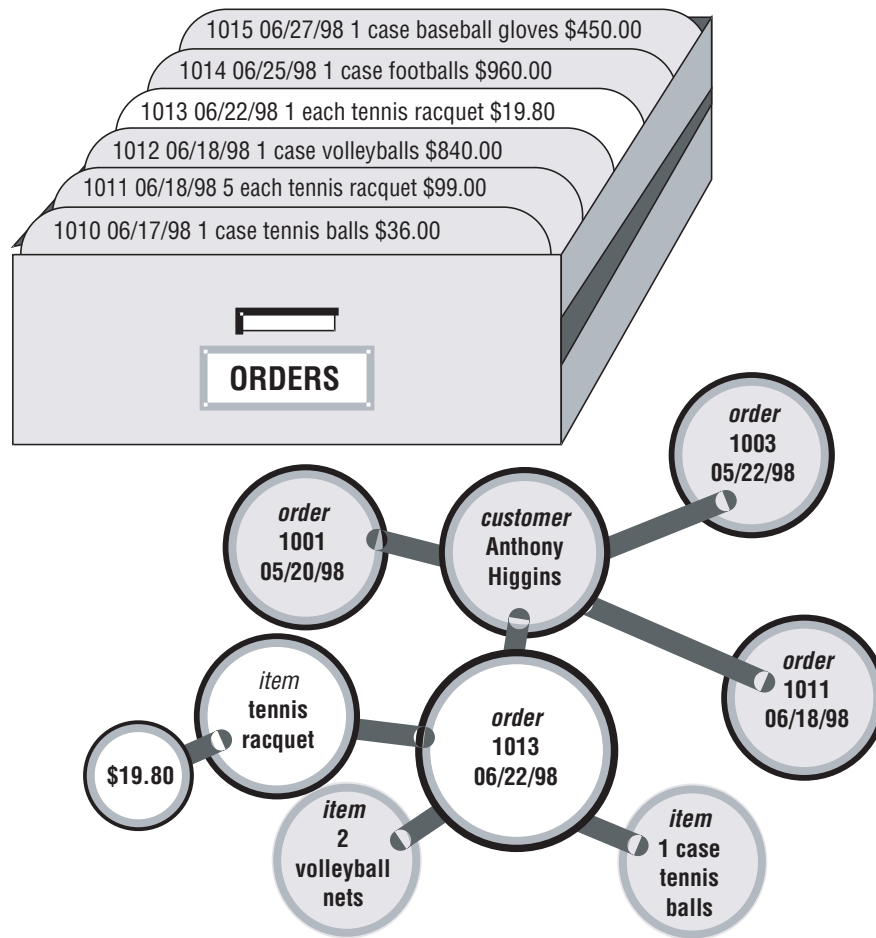 1015 06/27/98 1 case baseball gloves $450.00
1014 06/25/98 1 case footballs $960.00
1013 06/22/98 1 each tennis racquet $19.80
1012 06/18/98 1 case volleyballs $840.00
1011 06/18/98 5 each tennis racquet $99.00
1010 06/17/98 1 case tennis balls $36.00
ORDERS
order
1003
05/22/98
order
1001
05/20/98
customer
Anthony
Higgins
item
tennis
racquet
order
1011
06/18/98
order
1013
06/22/98
$19.80
item
2
volleyball
nets
item
1 case
tennis
balls